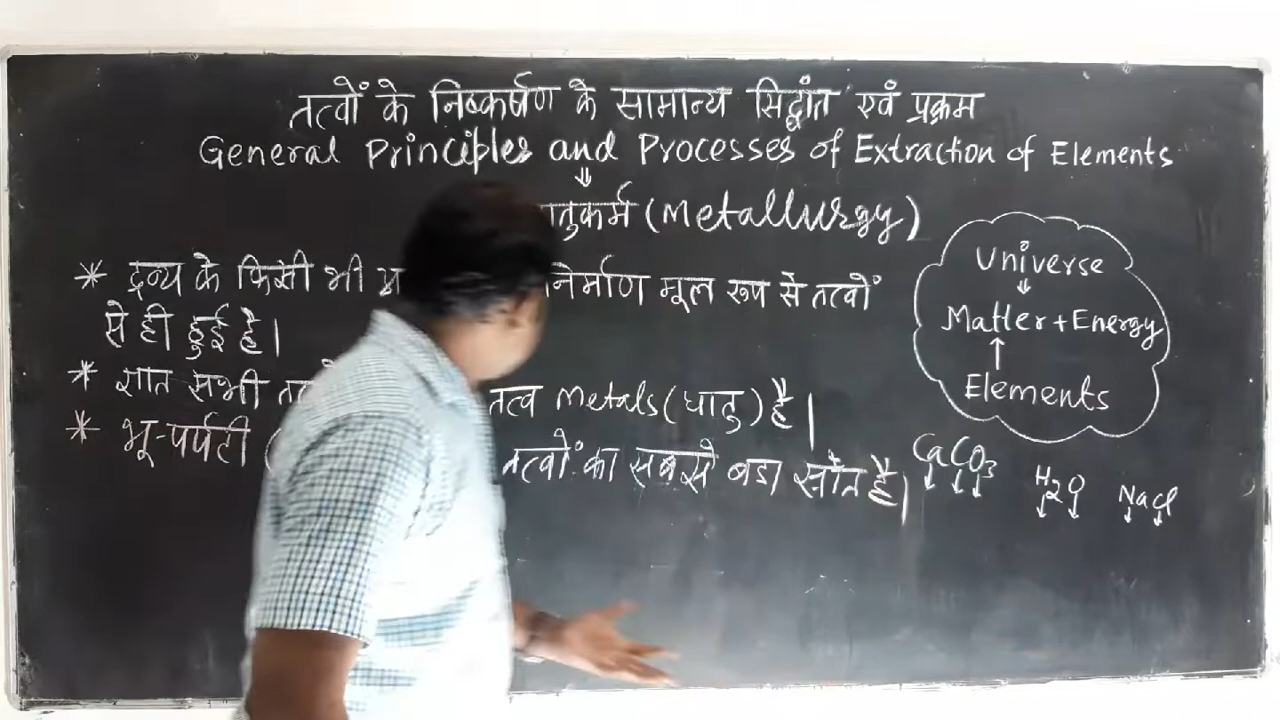 तत्वों के निष्कर्षण के सामान्य सिद्धांत एवं प्रक्रम
General Principles and Processes of Extraction of Elements
⇓
(Metallurgy)
* द्रव्य के किसी भी निर्माण मूल रूप से तत्वों
से ही हुई है।
* ज्ञात सभी तत्व Metals (धातु) है।
* भू-पर्पटी ( तत्वों का सबसे बडा स्रोत है।
Universe
⇓
Matter + Energy
↑
Elements
CaCO3
H2O
NaCl